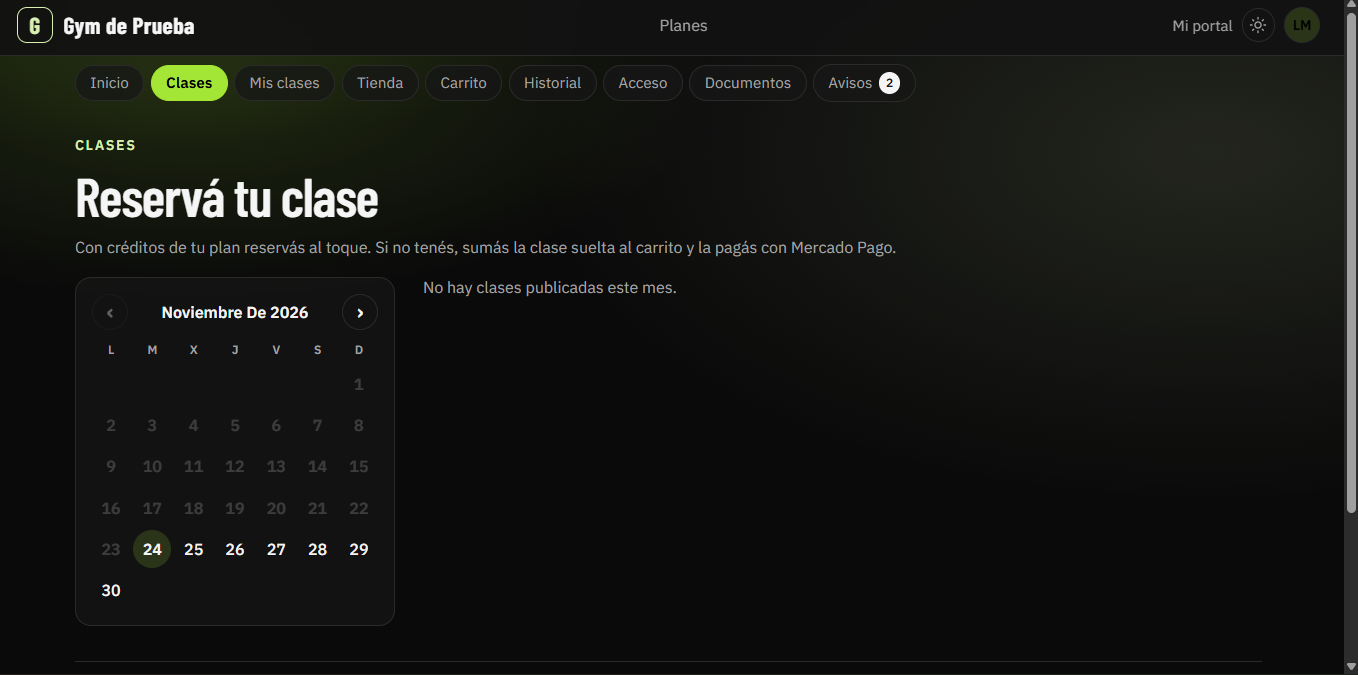 G Gym de Prueba Planes Mi portal LM
Inicio Clases Mis clases Tienda Carrito Historial Acceso Documentos Avisos 2
CLASES
Reservá tu clase
Con créditos de tu plan reservás al toque. Si no tenés, sumás la clase suelta al carrito y la pagás con Mercado Pago.
‹ Noviembre De 2026 ›
No hay clases publicadas este mes.
L M X J V S D
1
2 3 4 5 6 7 8
9 10 11 12 13 14 15
16 17 18 19 20 21 22
23 24 25 26 27 28 29
30